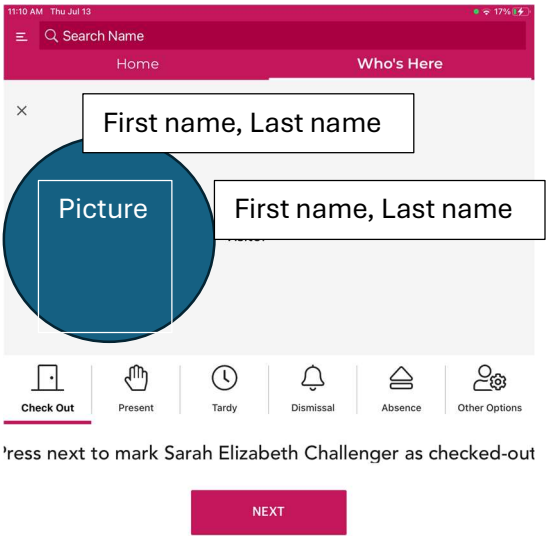 11:10 AM Thu Jul 13 17%
Search Name
Home Who's Here
First name, Last name
Picture
First name, Last name
Check Out Present Tardy Dismissal Absence Other Options
Press next to mark Sarah Elizabeth Challenger as checked-out
NEXT